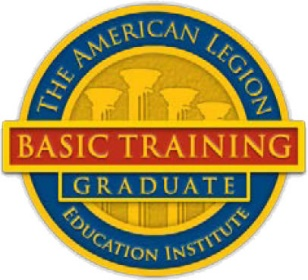 THE AMERICAN LEGION
BASIC TRAINING
GRADUATE
EDUCATION INSTITUTE